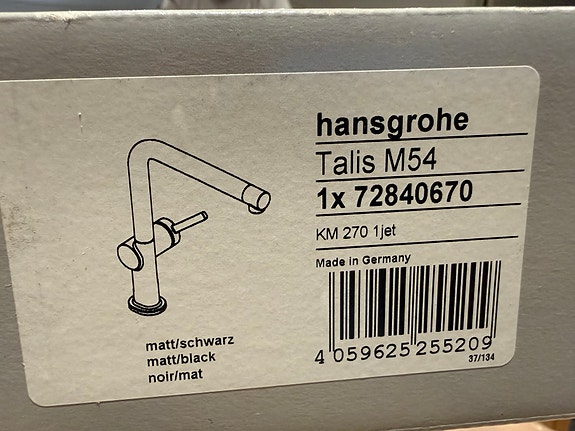 hansgrohe
Talis M54
1x 72840670
KM 270 1jet
Made in Germany
4 059625 255209
37/134
matt/schwarz
matt/black
noir/mat